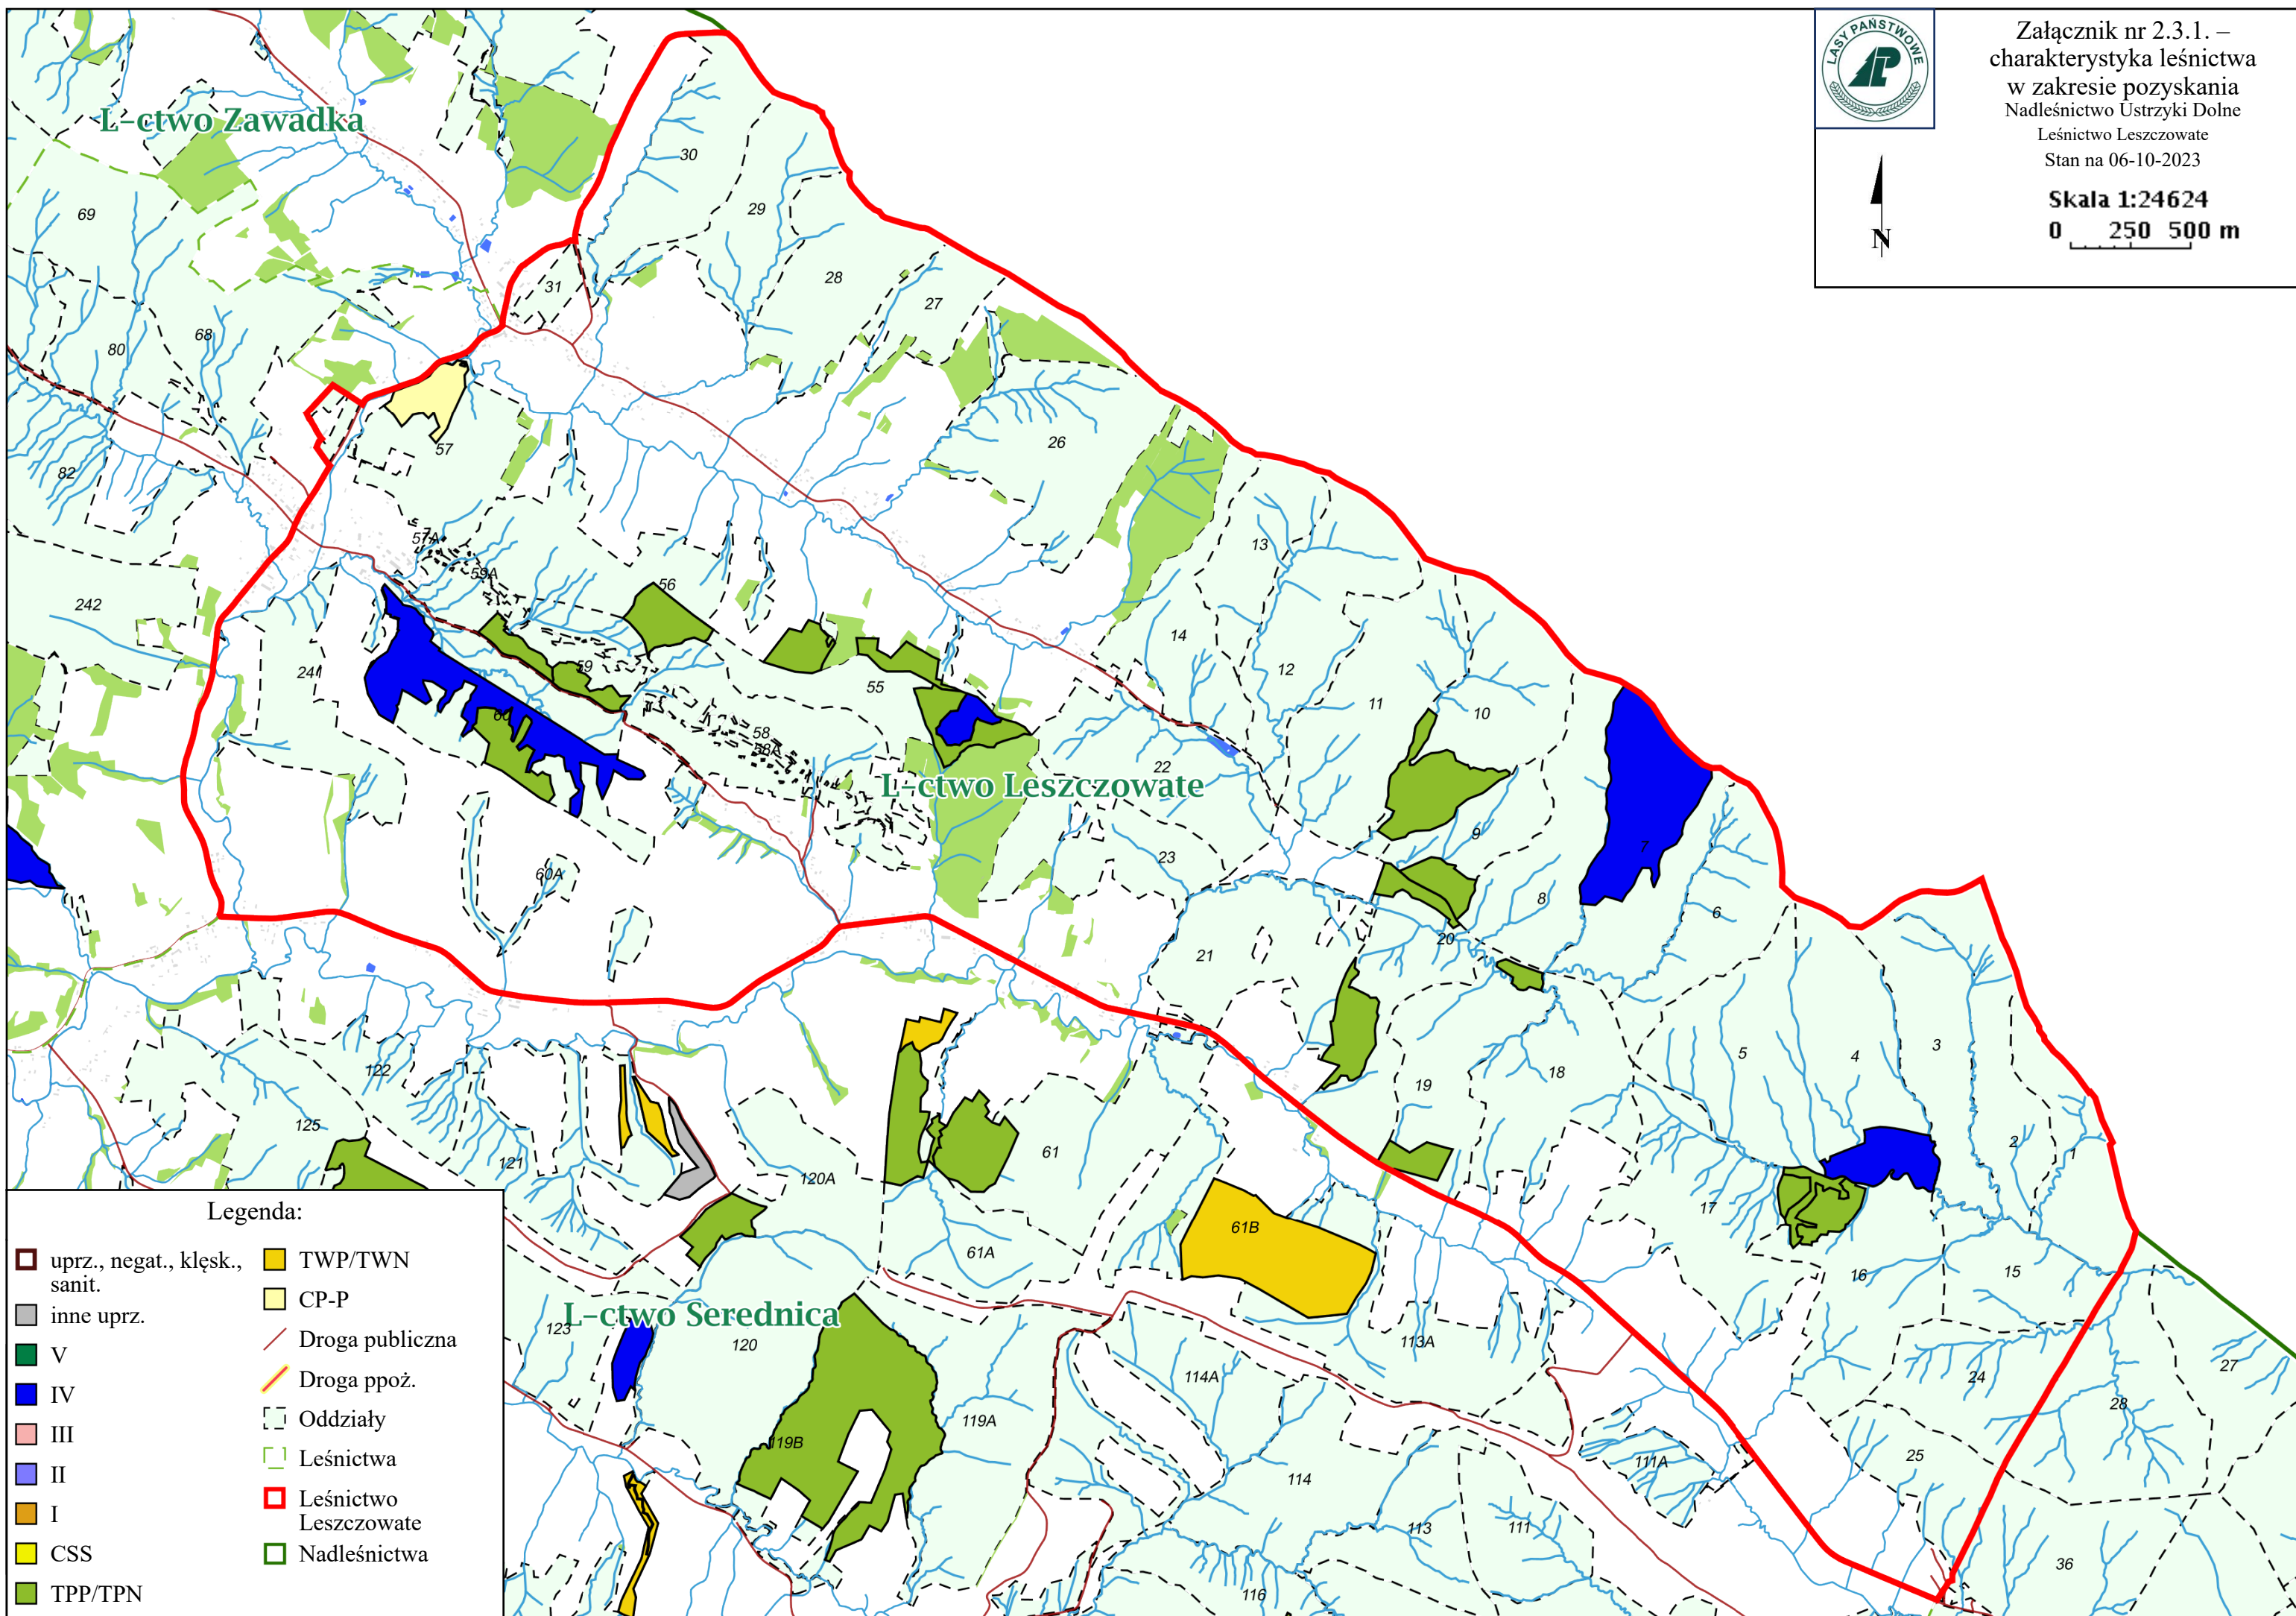 LASY PAŃSTWOWE
Załącznik nr 2.3.1. –
charakterystyka leśnictwa
w zakresie pozyskania
Nadleśnictwo Ustrzyki Dolne
Leśnictwo Leszczowate
Stan na 06-10-2023
Skala 1:24624
0 250 500 m
N
L-ctwo Zawadka
30
69
29
28
31
27
68
80
26
57
82
13
57A
59A
56
242
14
59
12
241
55
11
10
60
58
58A
22
L-ctwo Leszczowate
9
7
23
60A
8
6
20
21
5
4
3
122
18
19
125
2
61
121
120A
17
61B
61A
16
15
L-ctwo Serednica
123
120
113A
27
114A
24
28
119A
119B
25
111A
114
113
111
36
116
Legenda:
uprz., negat., klęsk.,
sanit.
inne uprz.
V
IV
III
II
I
CSS
TPP/TPN
TWP/TWN
CP-P
Droga publiczna
Droga ppoż.
Oddziały
Leśnictwa
Leśnictwo
Leszczowate
Nadleśnictwa